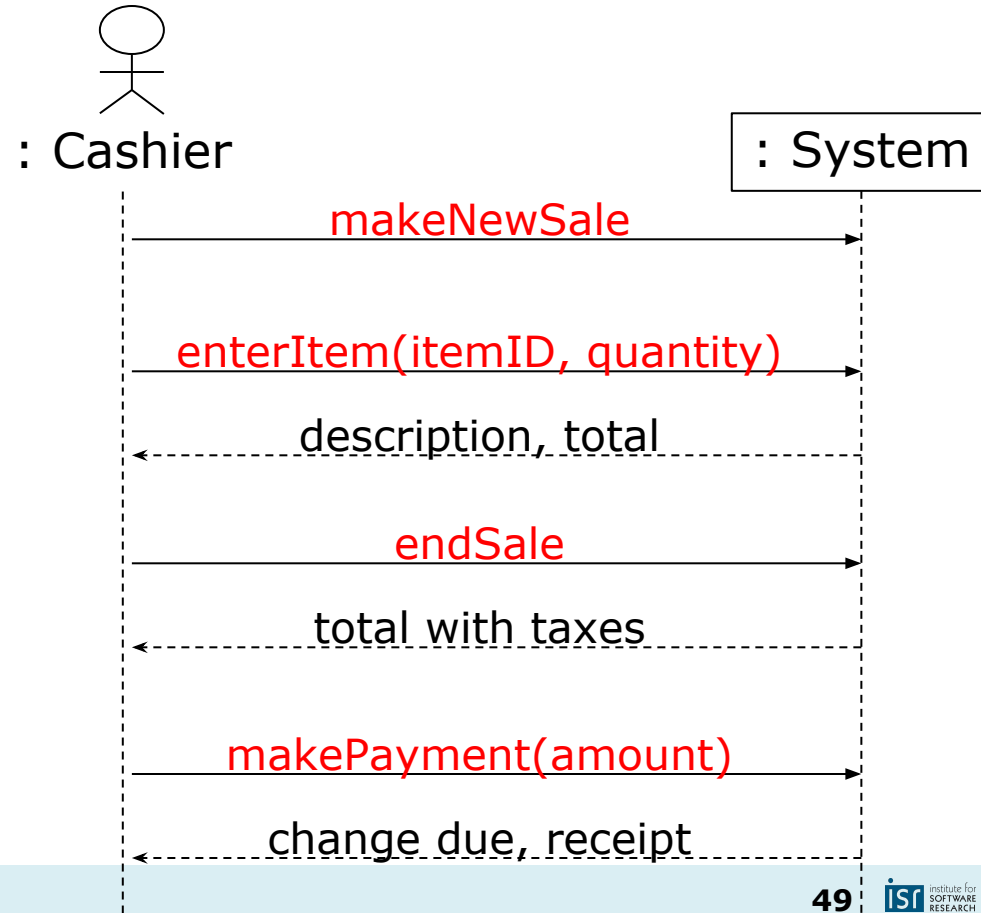 : Cashier
: System
makeNewSale
enterItem(itemID, quantity)
description, total
endSale
total with taxes
makePayment(amount)
change due, receipt
49
isr
institute for
SOFTWARE
RESEARCH